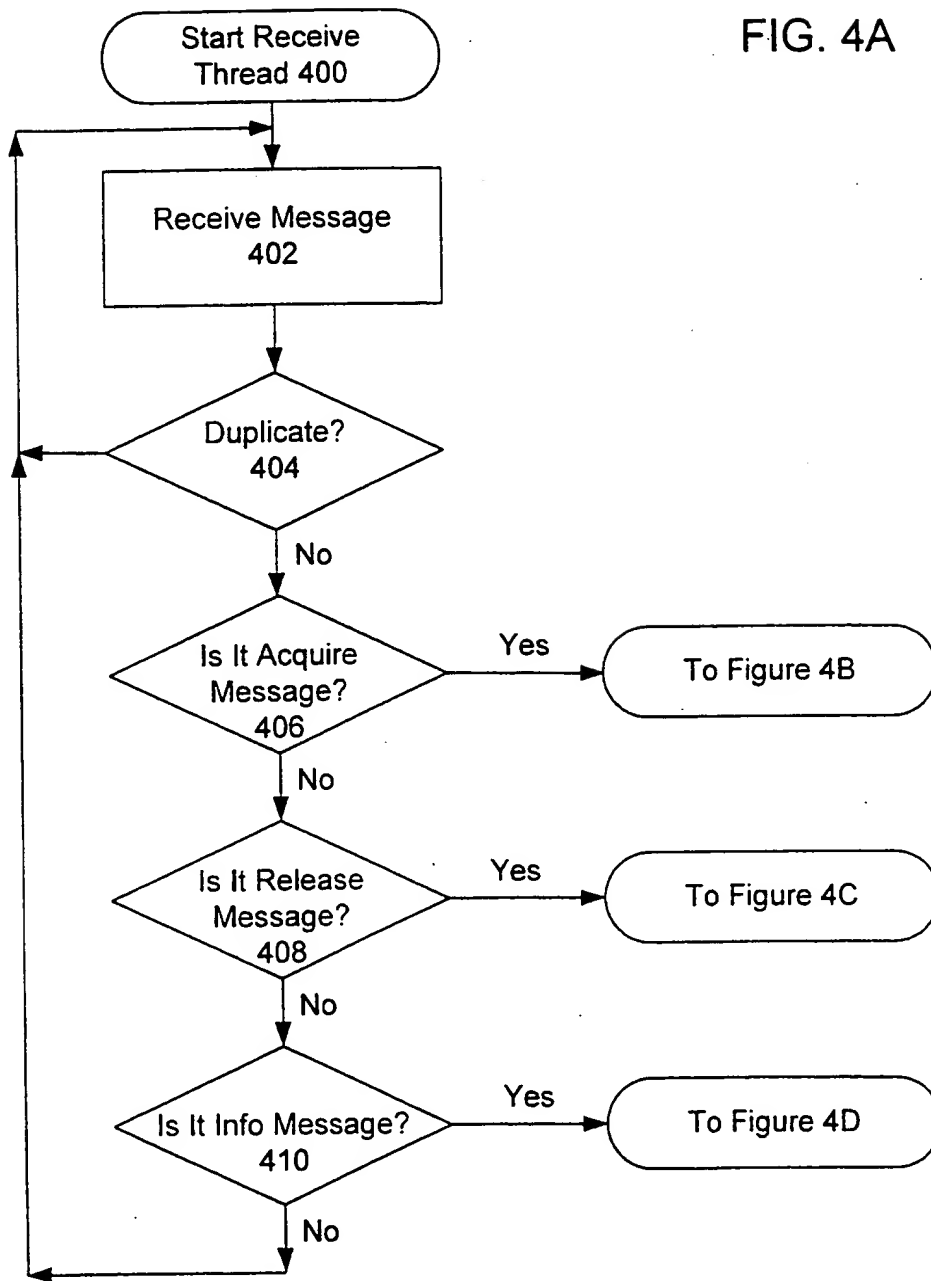 FIG. 4A
Start Receive
Thread 400
Receive Message
402
Duplicate?
404
No
Is It Acquire
Message?
406
Yes
To Figure 4B
No
Is It Release
Message?
408
Yes
To Figure 4C
No
Is It Info Message?
410
Yes
To Figure 4D
No